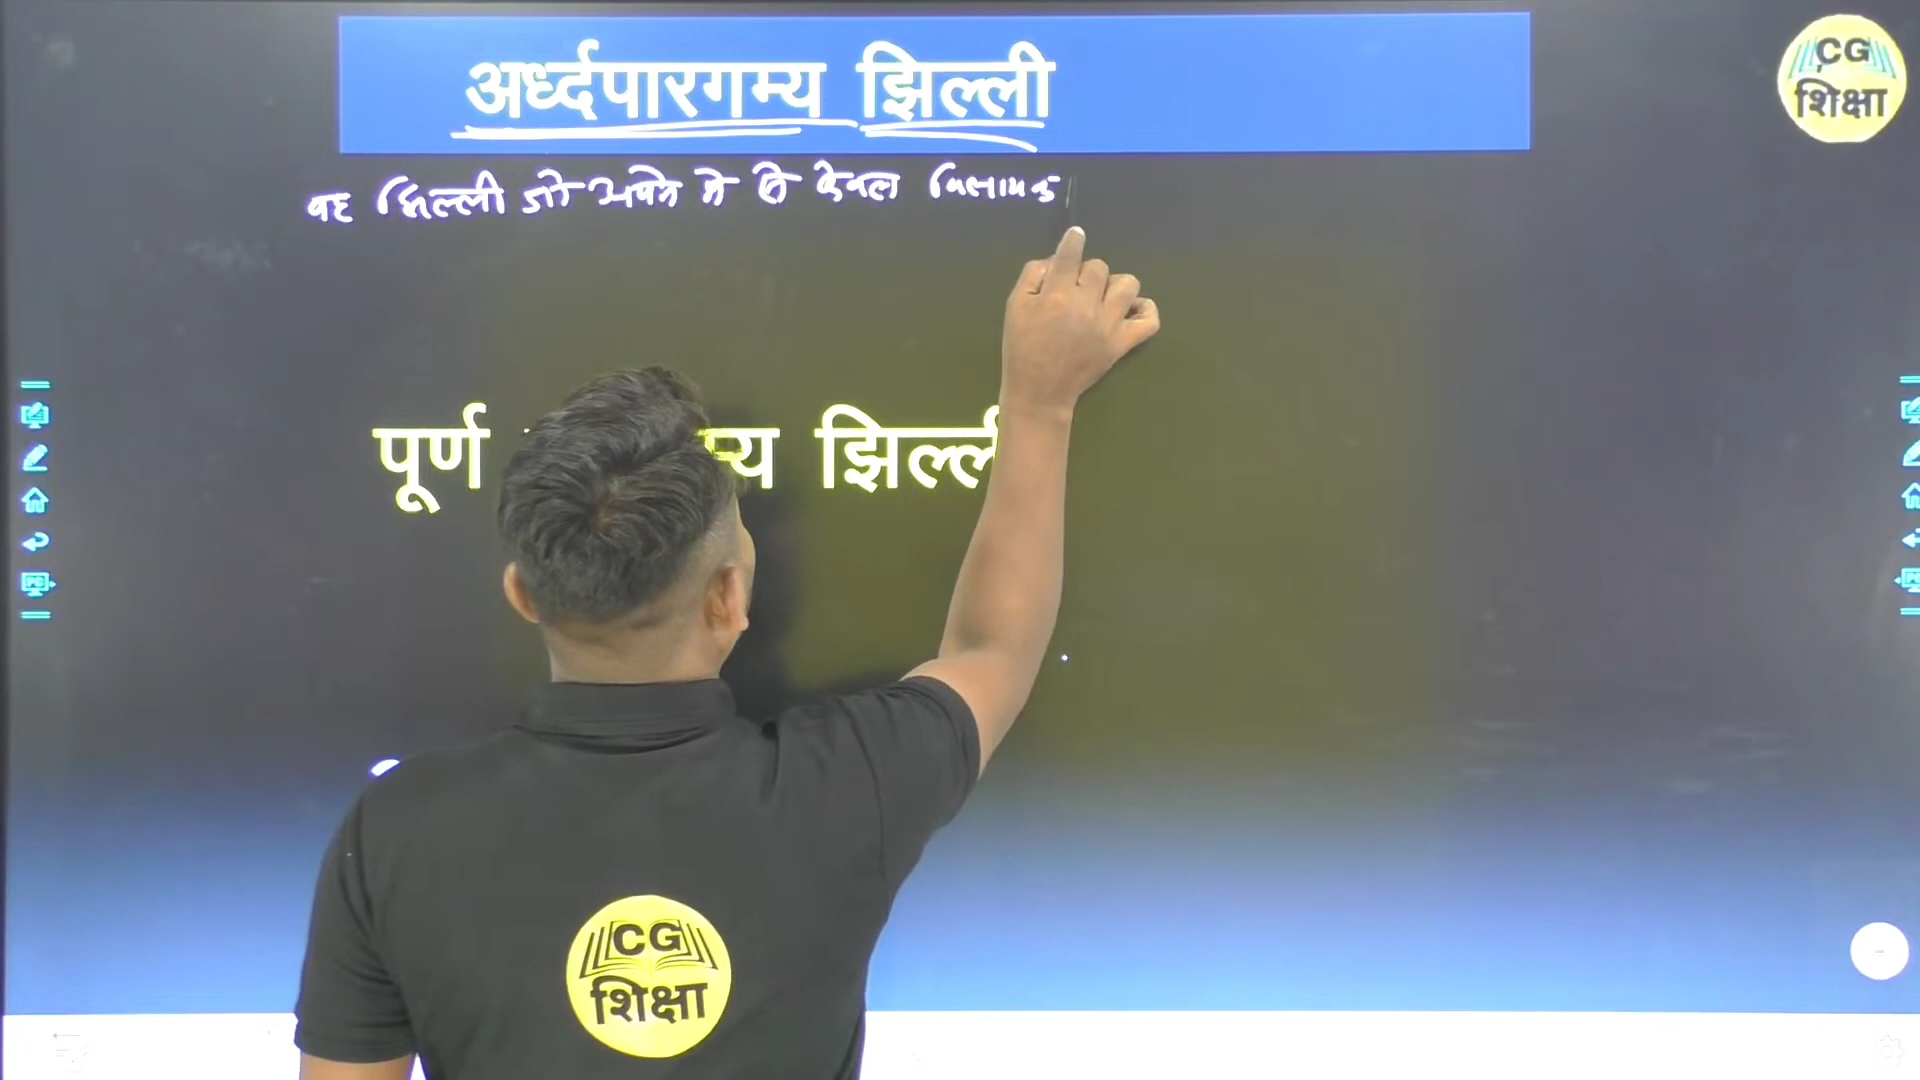 अर्ध्दपारगम्य झिल्ली
CG
शिक्षा
वह झिल्ली जो अपने में से केवल विलायक
पूर्ण म्य झिल्ली
CG
शिक्षा